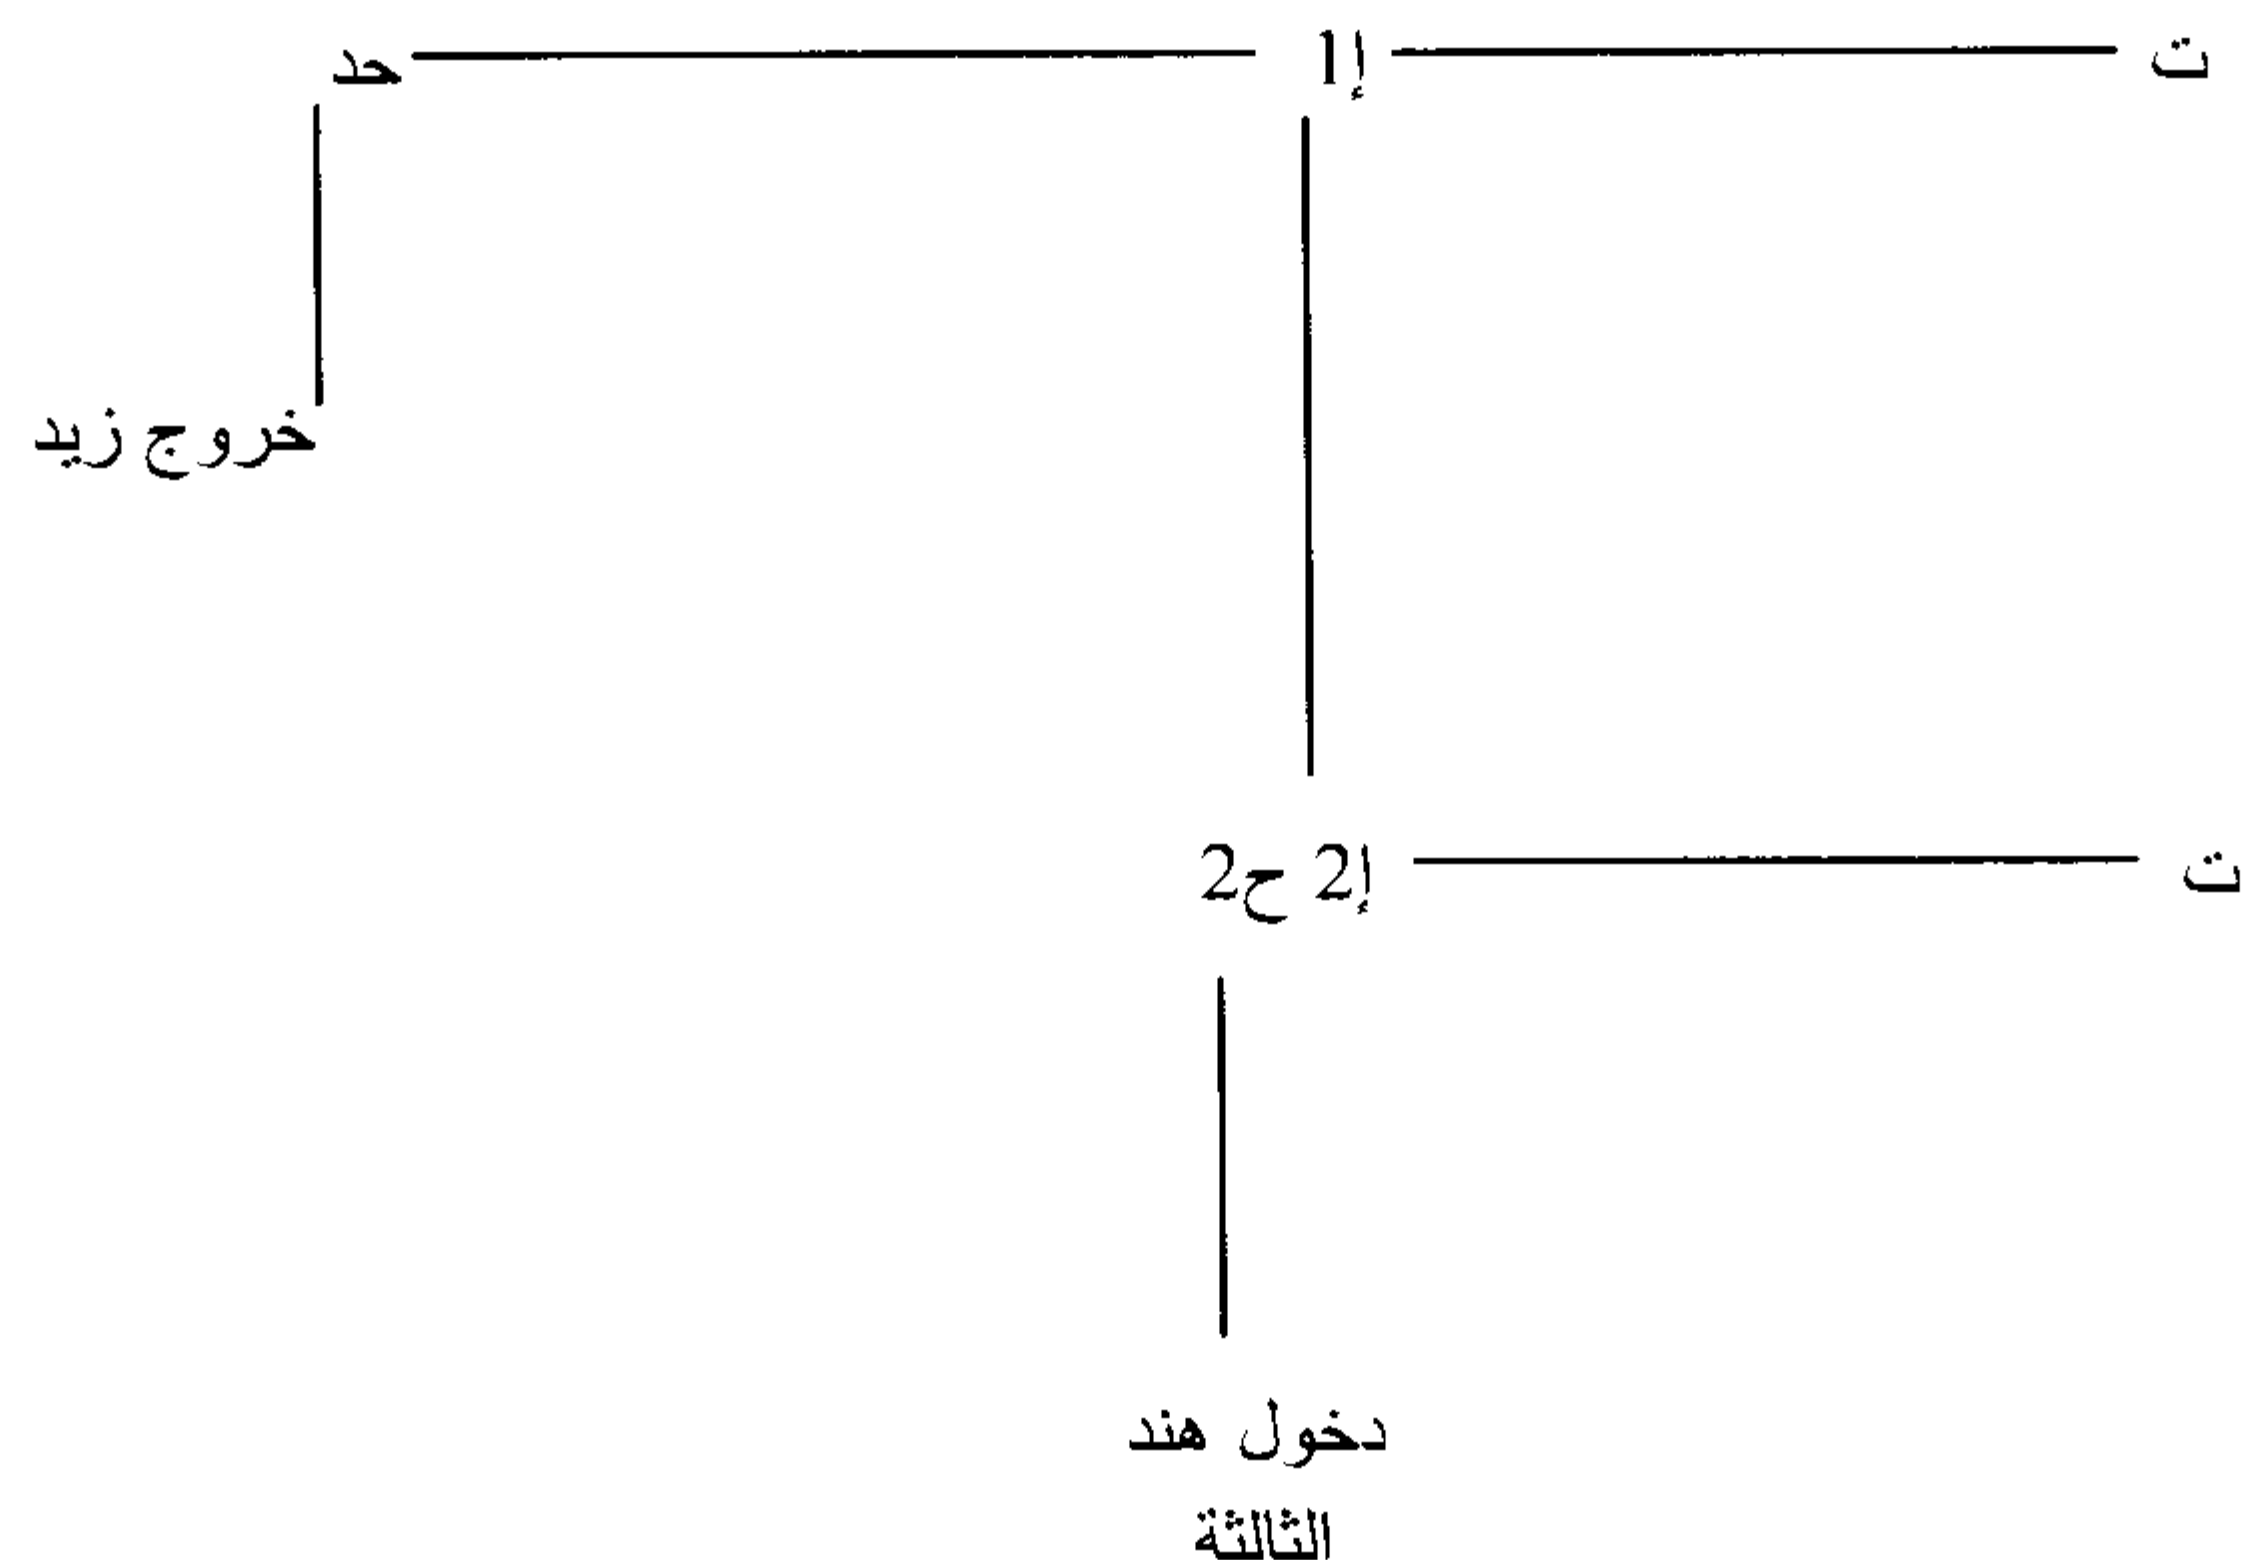 ت إ1 حد
خروج زيد
ث إ2 ح2
دخول هند
الثالثة